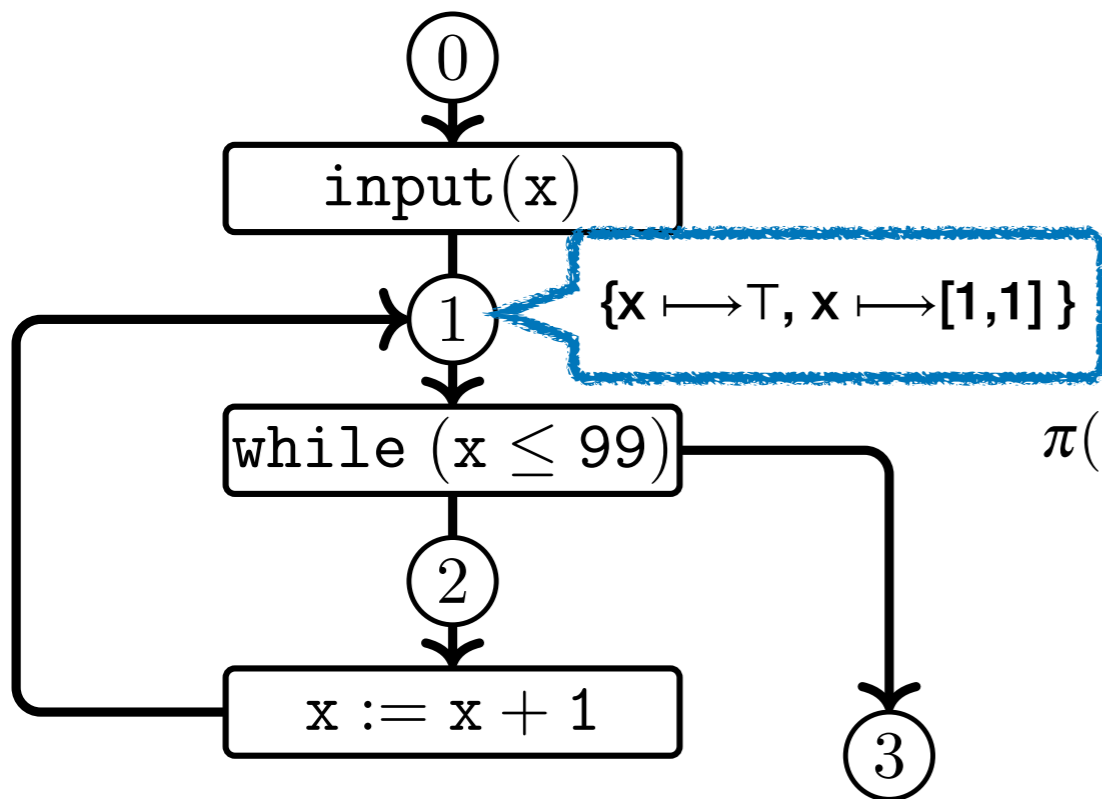 0
input(x)
1
{x ⟼⊤, x ⟼[1,1] }
while (x ≤ 99)
π(
2
x := x + 1
3